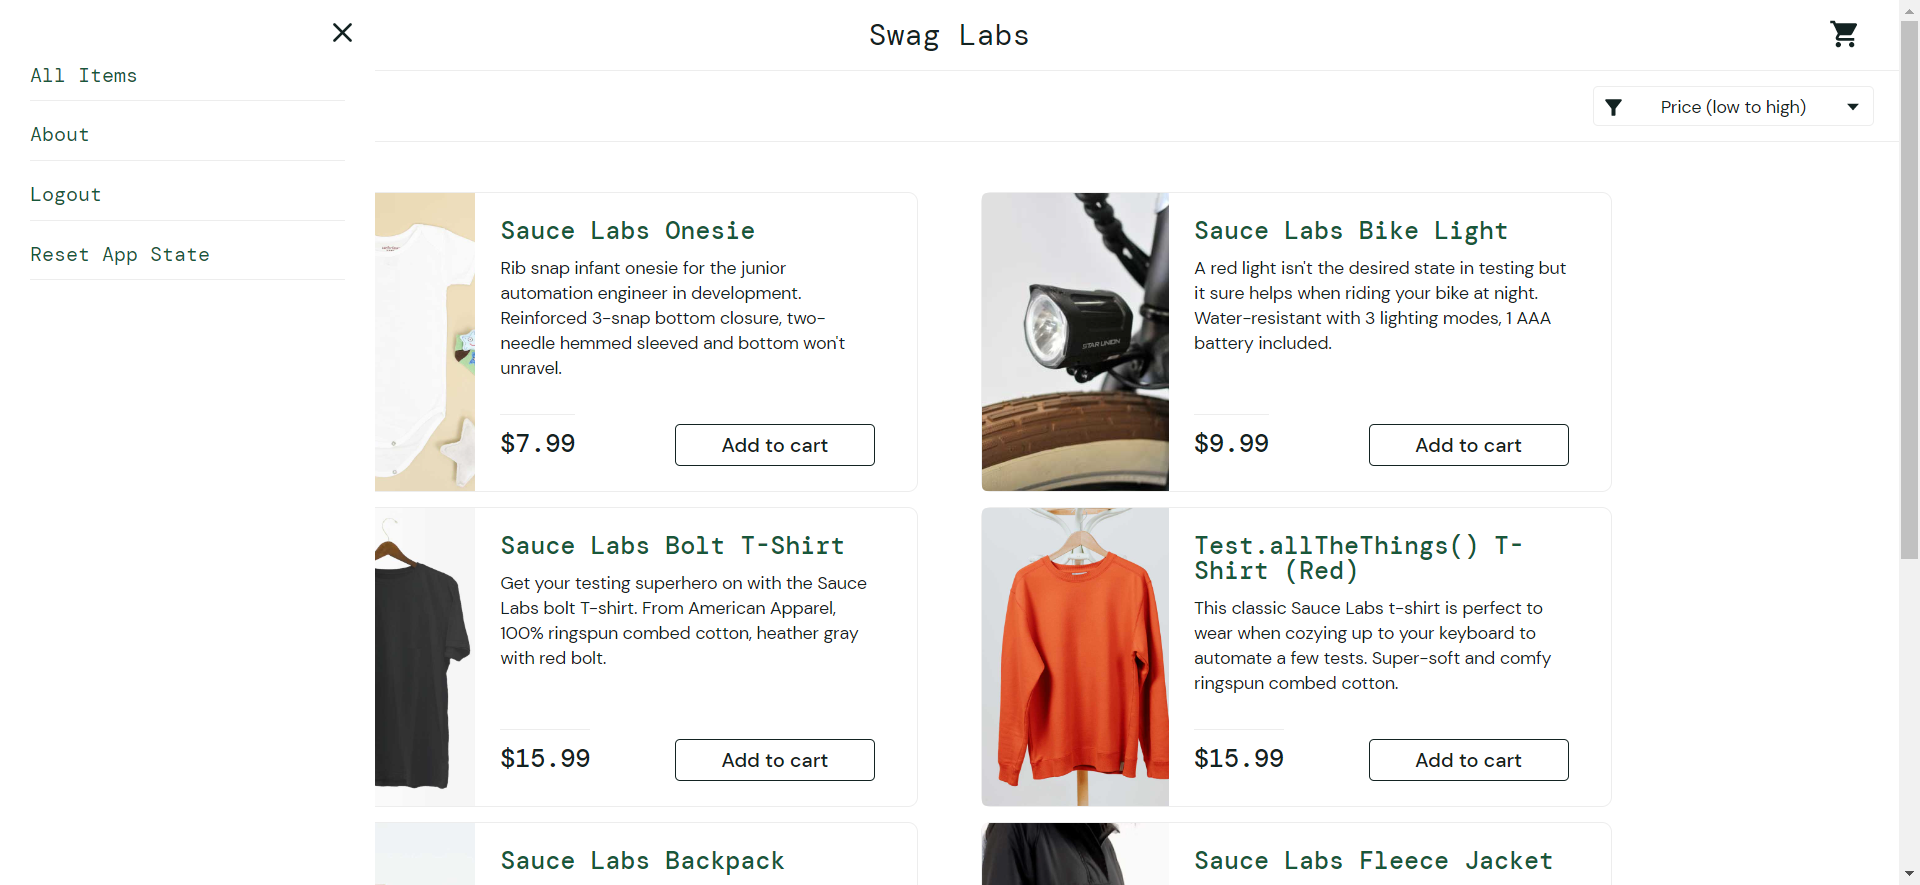 All Items
About
Logout
Reset App State
Swag Labs
Price (low to high)
Sauce Labs Onesie
Rib snap infant onesie for the junior
automation engineer in development.
Reinforced 3-snap bottom closure, two-
needle hemmed sleeved and bottom won't
unravel.
$7.99
Add to cart
Sauce Labs Bike Light
A red light isn't the desired state in testing but
it sure helps when riding your bike at night.
Water-resistant with 3 lighting modes, 1 AAA
battery included.
STAR UNION
$9.99
Add to cart
Sauce Labs Bolt T-Shirt
Get your testing superhero on with the Sauce
Labs bolt T-shirt. From American Apparel,
100% ringspun combed cotton, heather gray
with red bolt.
$15.99
Add to cart
Test.allTheThings() T-
Shirt (Red)
This classic Sauce Labs t-shirt is perfect to
wear when cozying up to your keyboard to
automate a few tests. Super-soft and comfy
ringspun combed cotton.
$15.99
Add to cart
Sauce Labs Backpack
Sauce Labs Fleece Jacket